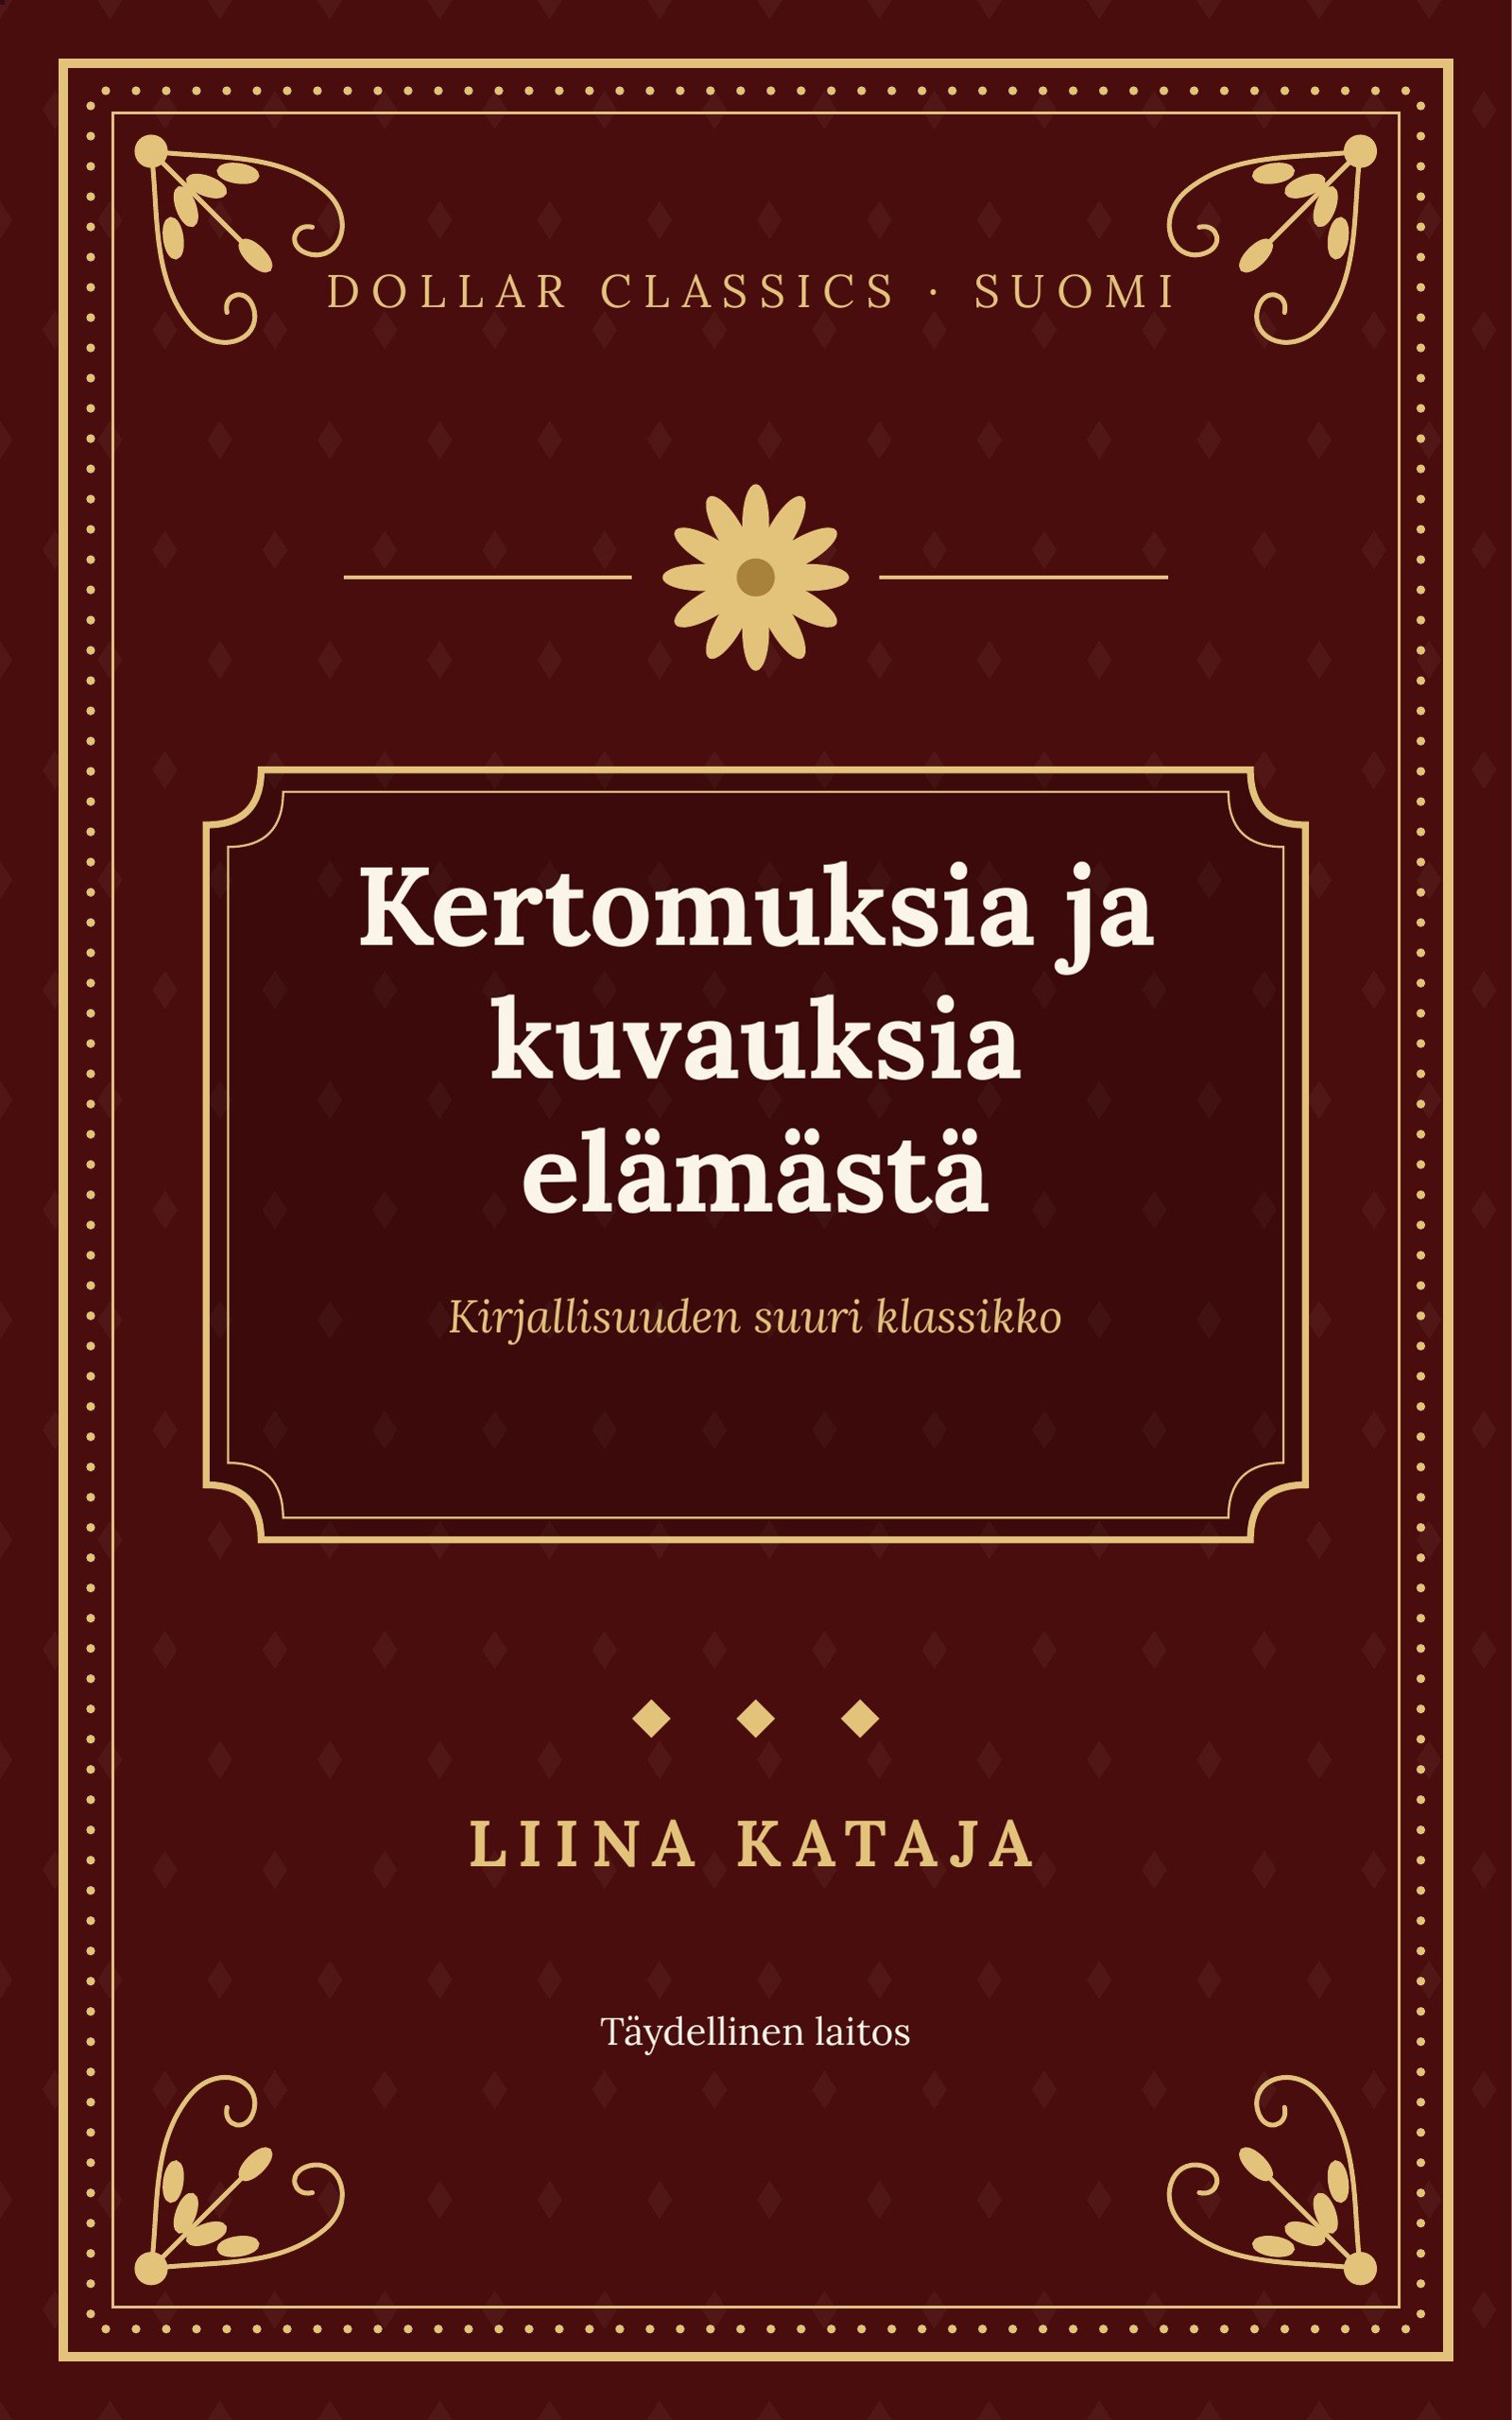 DOLLAR CLASSICS · SUOMI
Kertomuksia ja
kuvauksia
elämästä
Kirjallisuuden suuri klassikko
LIINA KATAJA
Täydellinen laitos